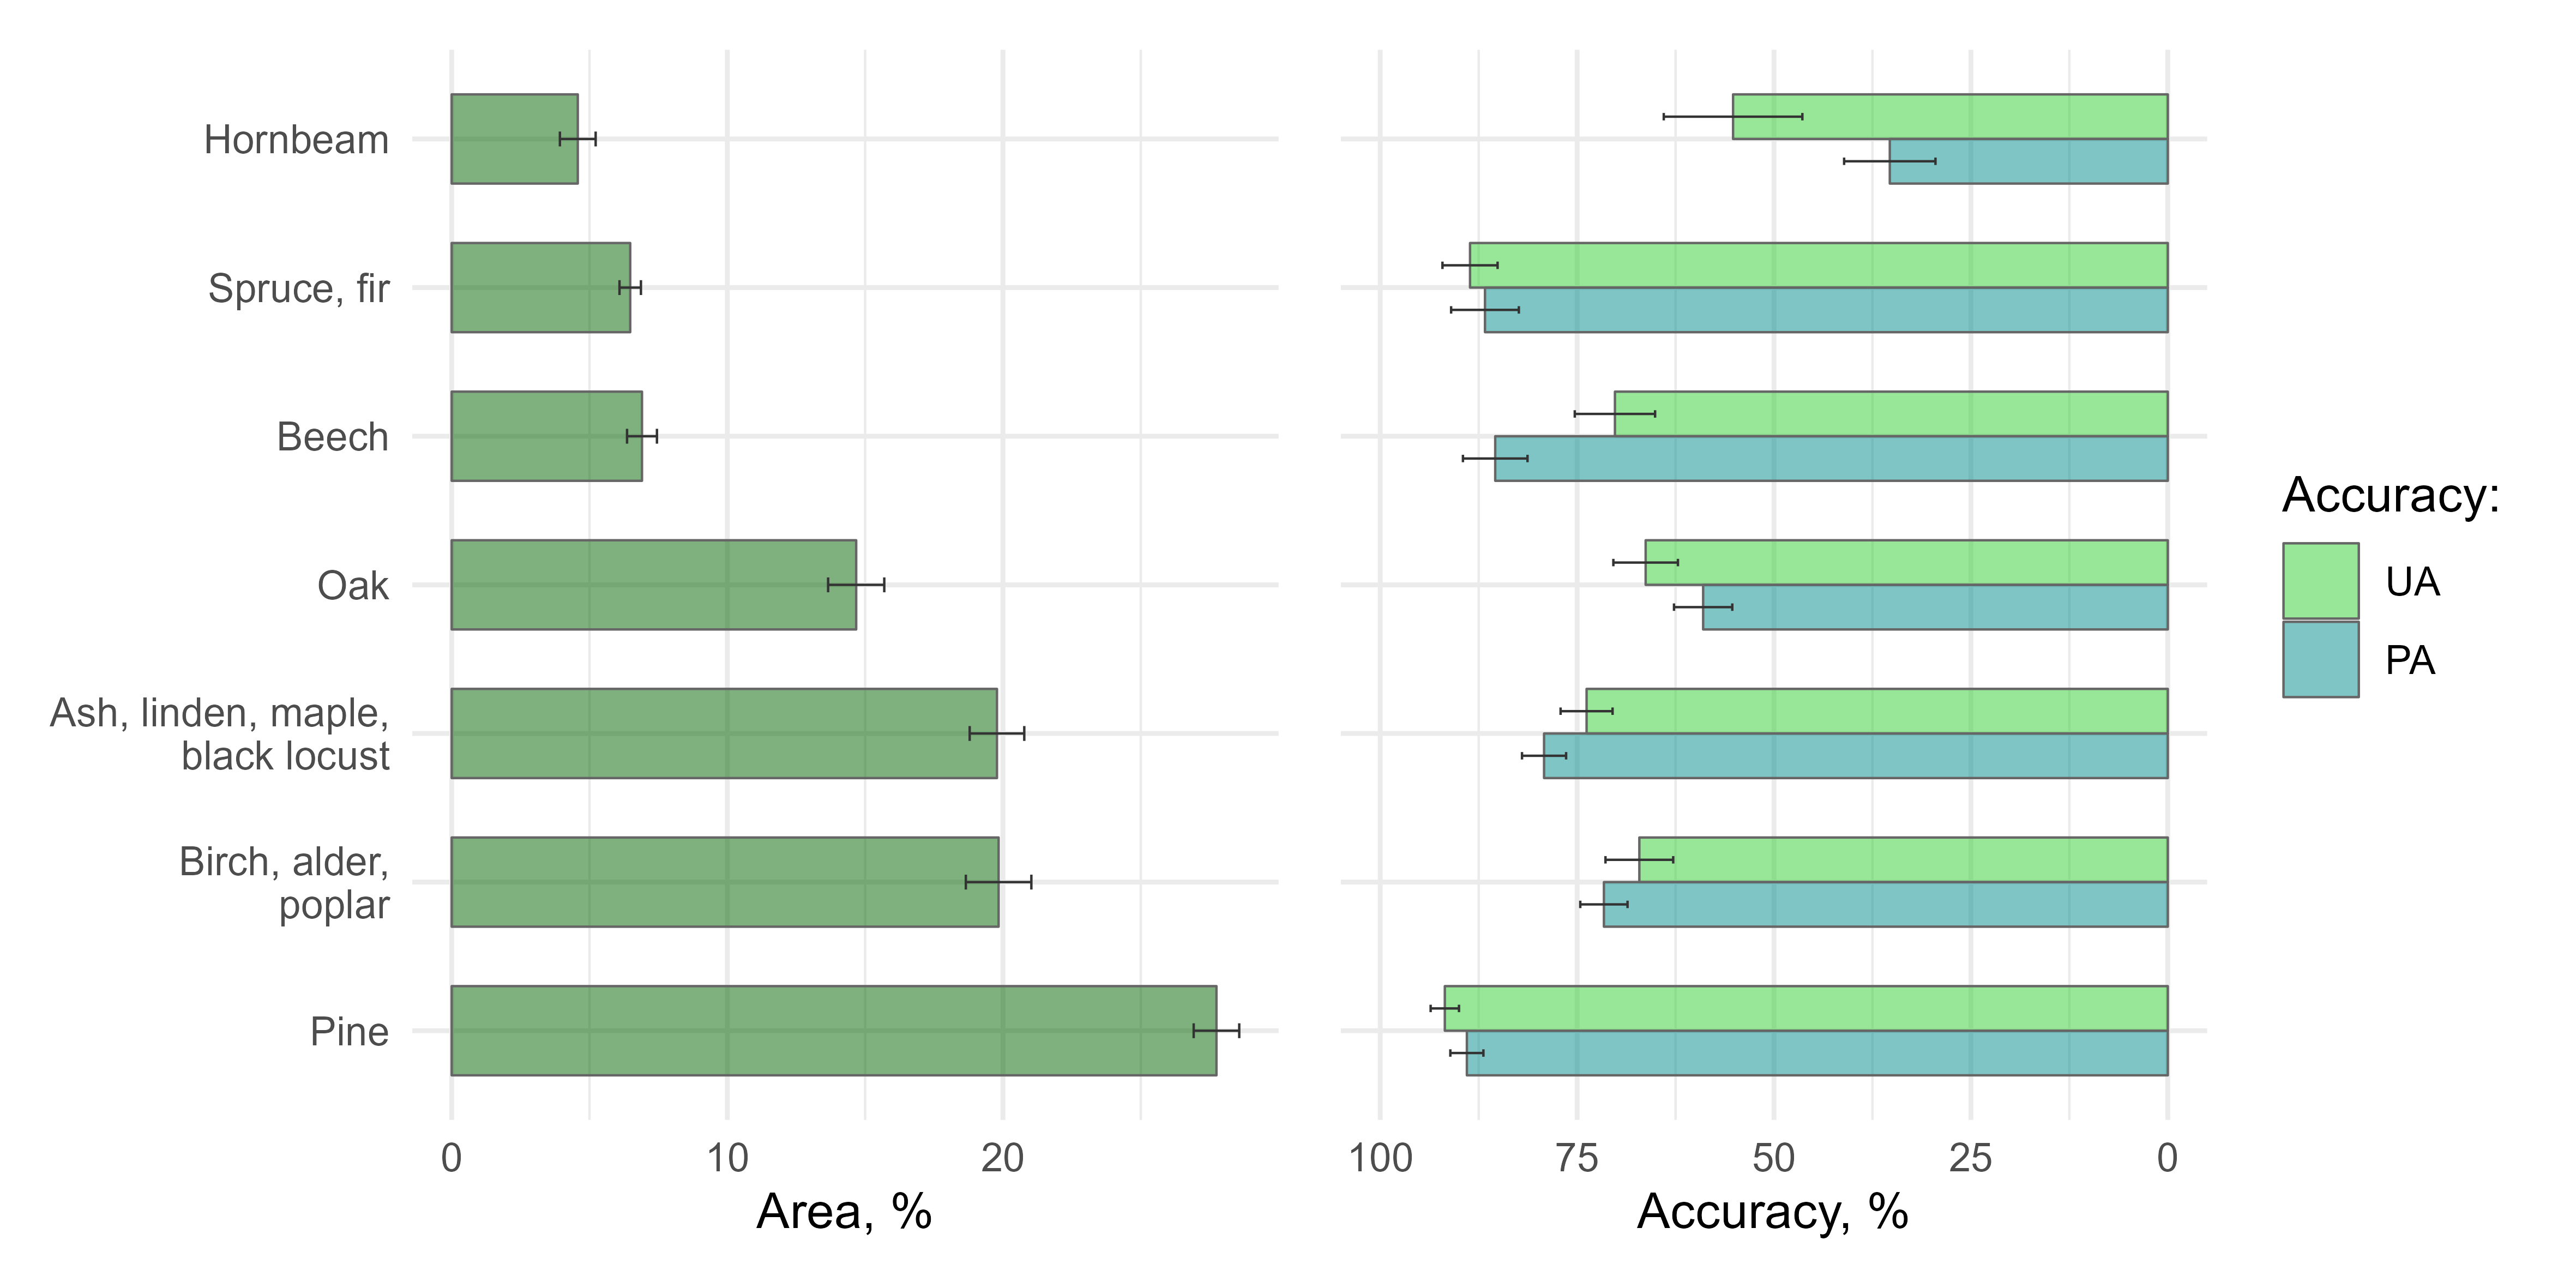 Hornbeam
Spruce, fir
Beech
Oak
Ash, linden, maple,
black locust
Birch, alder,
poplar
Pine
0 10 20
Area, %
100 75 50 25 0
Accuracy, %
Accuracy:
UA
PA